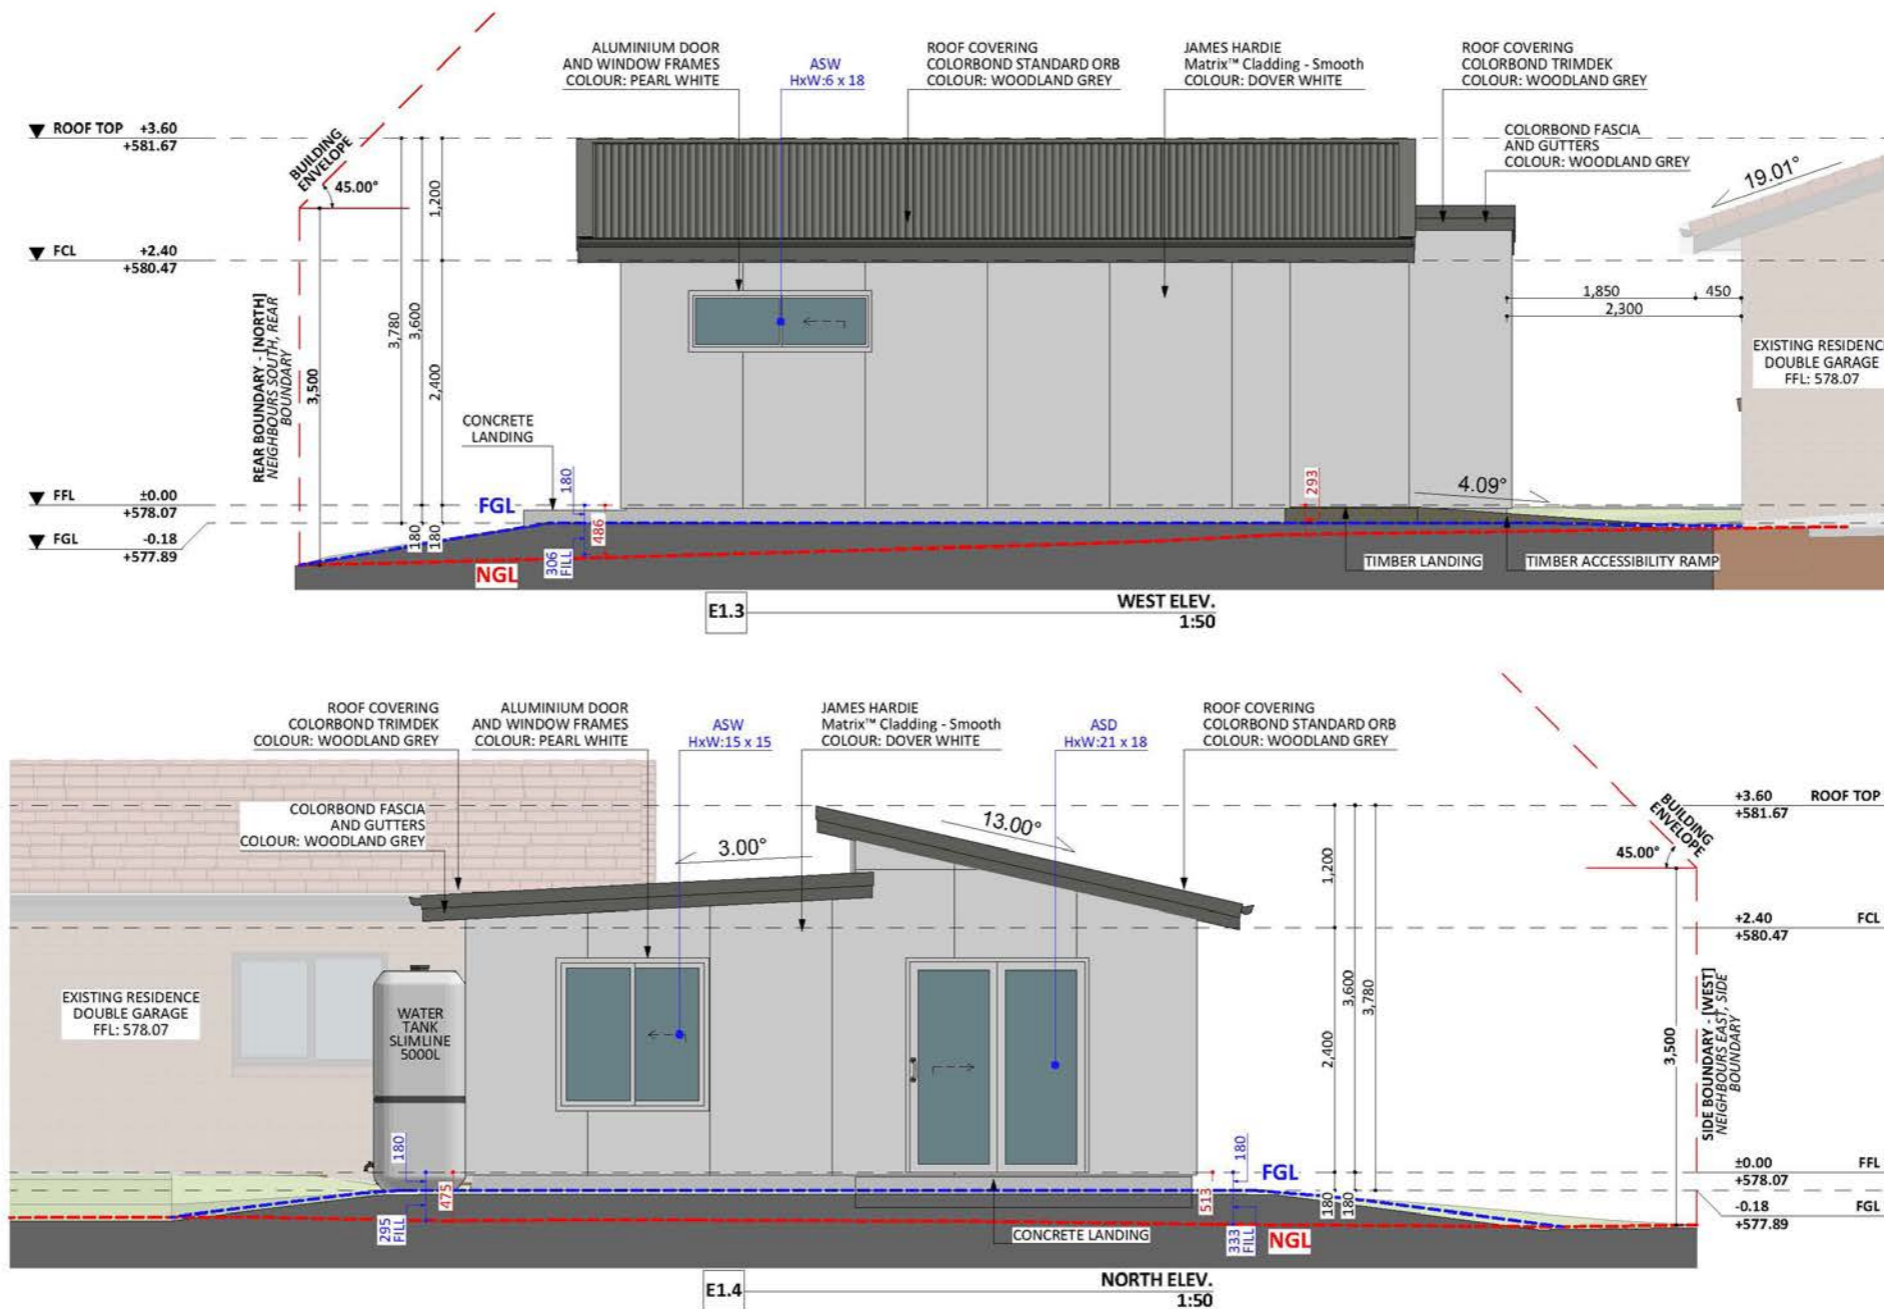 ALUMINIUM DOOR
AND WINDOW FRAMES
COLOUR: PEARL WHITE
ASW
HxW:6 x 18
ROOF COVERING
COLORBOND STANDARD ORB
COLOUR: WOODLAND GREY
JAMES HARDIE
Matrix™ Cladding - Smooth
COLOUR: DOVER WHITE
ROOF COVERING
COLORBOND TRIMDEK
COLOUR: WOODLAND GREY
COLORBOND FASCIA
AND GUTTERS
COLOUR: WOODLAND GREY
ROOF TOP +3.60
+581.67
BUILDING
ENVELOPE
45.00°
19.01°
FCL +2.40
+580.47
REAR BOUNDARY - [NORTH]
NEIGHBOURS SOUTH, REAR
BOUNDARY
3,500
3,780
3,600
1,200
2,400
1,850
450
2,300
EXISTING RESIDENCE
DOUBLE GARAGE
FFL: 578.07
CONCRETE
LANDING
FFL ±0.00
+578.07
FGL -0.18
+577.89
180
180
FGL
180
486
306
FILL
NGL
293
4.09°
TIMBER LANDING
TIMBER ACCESSIBILITY RAMP
E1.3
WEST ELEV.
1:50
ROOF COVERING
COLORBOND TRIMDEK
COLOUR: WOODLAND GREY
ALUMINIUM DOOR
AND WINDOW FRAMES
COLOUR: PEARL WHITE
ASW
HxW:15 x 15
JAMES HARDIE
Matrix™ Cladding - Smooth
COLOUR: DOVER WHITE
ASD
HxW:21 x 18
ROOF COVERING
COLORBOND STANDARD ORB
COLOUR: WOODLAND GREY
COLORBOND FASCIA
AND GUTTERS
COLOUR: WOODLAND GREY
3.00°
13.00°
BUILDING
ENVELOPE
45.00°
+3.60 ROOF TOP
+581.67
+2.40 FCL
+580.47
1,200
2,400
3,600
3,780
3,500
SIDE BOUNDARY - [WEST]
NEIGHBOURS EAST, SIDE
BOUNDARY
EXISTING RESIDENCE
DOUBLE GARAGE
FFL: 578.07
WATER
TANK
SLIMLINE
5000L
180
475
295
FILL
180
FGL
513
333
FILL
NGL
180
180
±0.00 FFL
+578.07
-0.18 FGL
+577.89
CONCRETE LANDING
E1.4
NORTH ELEV.
1:50